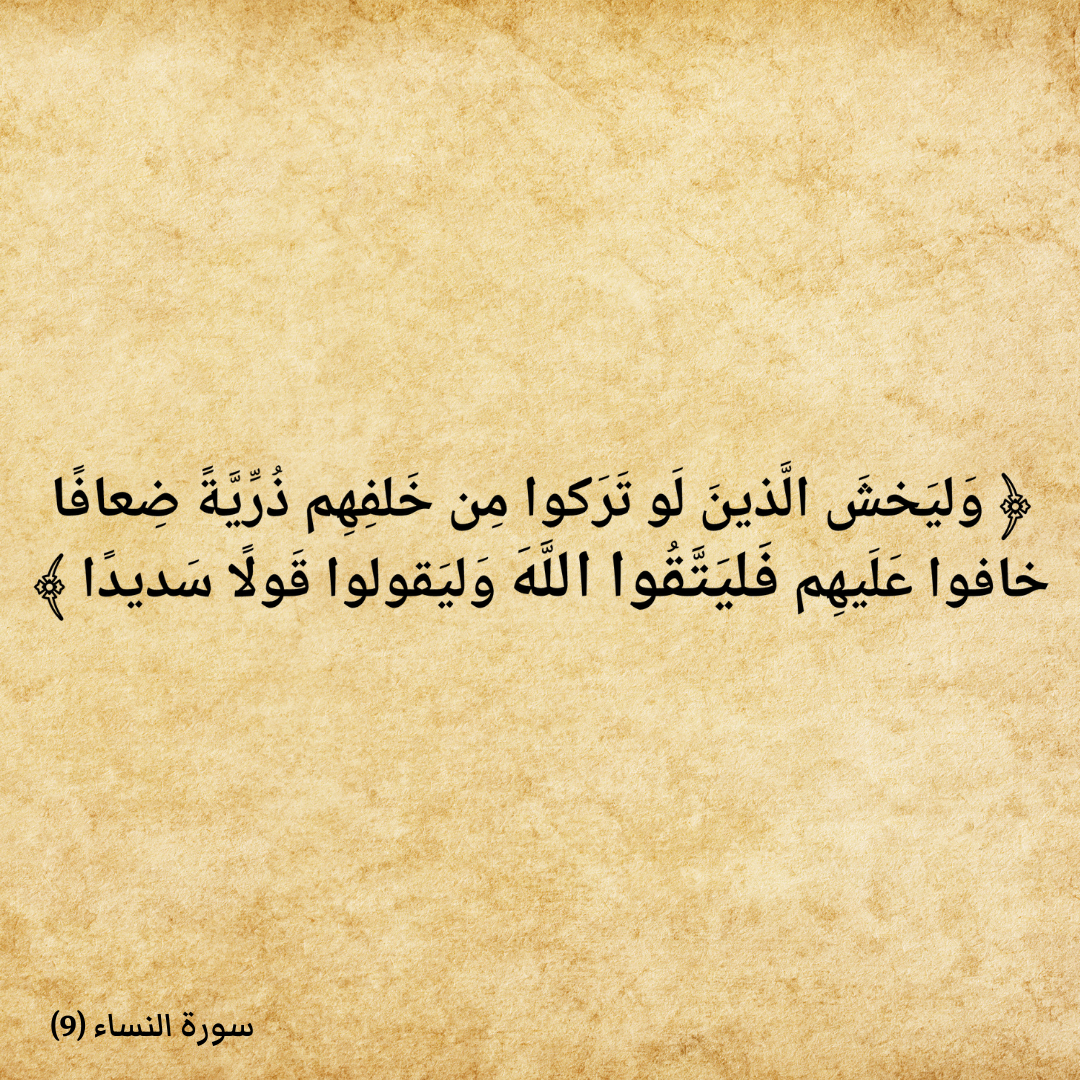 ﴿ وَليَخشَ الَّذينَ لَو تَرَكوا مِن خَلفِهِم ذُرِّيَّةً ضِعافًا
خافوا عَلَيهِم فَليَتَّقُوا اللَّهَ وَليَقولوا قَولًا سَديدًا ﴾
سورة النساء (9)